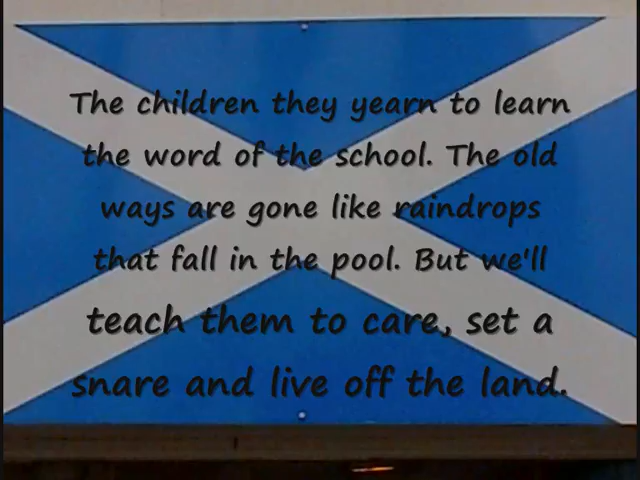 The children they yearn to learn
the word of the school. The old
ways are gone like raindrops
that fall in the pool. But we'll
teach them to care, set a
snare and live off the land.